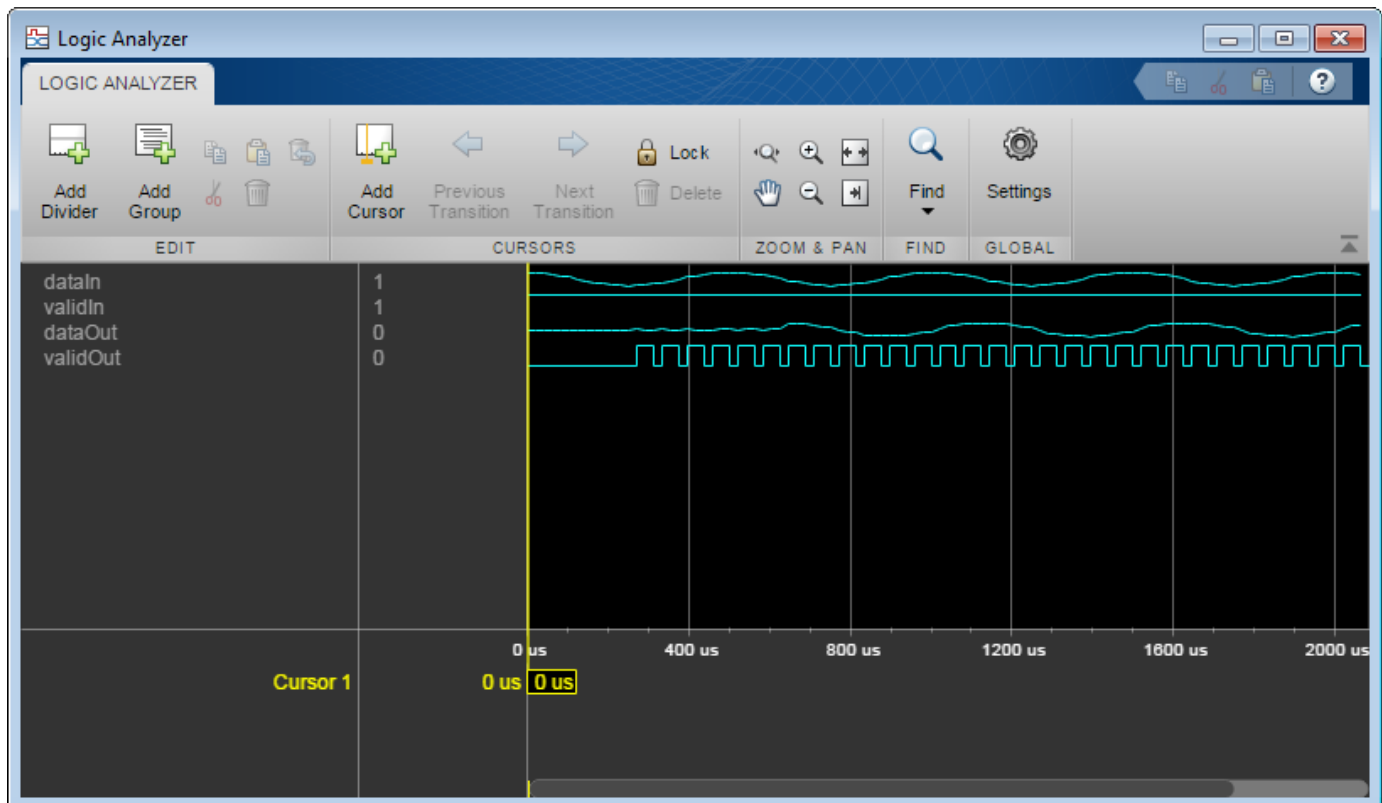 Logic Analyzer
LOGIC ANALYZER
Add Divider
Add Group
Add Cursor
Previous Transition
Next Transition
Lock
Delete
Find
Settings
EDIT
CURSORS
ZOOM & PAN
FIND
GLOBAL
dataIn 1
validIn 1
dataOut 0
validOut 0
0 us 400 us 800 us 1200 us 1600 us 2000 us
Cursor 1 0 us 0 us